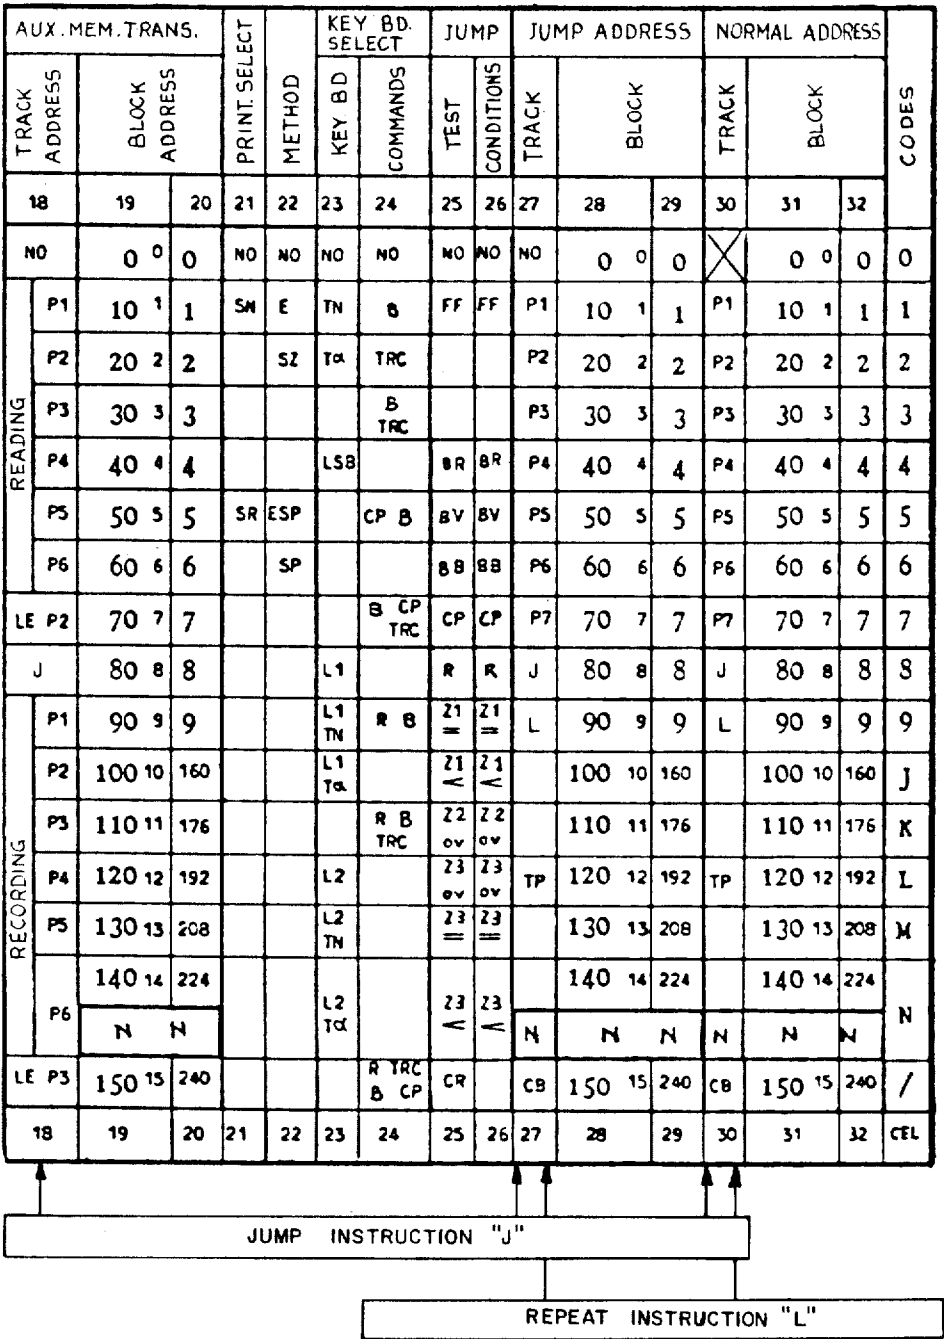 AUX. MEM. TRANS. PRINT. SELECT METHOD KEY BD. SELECT JUMP JUMP ADDRESS NORMAL ADDRESS CODES
TRACK ADDRESS BLOCK ADDRESS KEY BD COMMANDS TEST CONDITIONS TRACK BLOCK TRACK BLOCK
18 19 20 21 22 23 24 25 26 27 28 29 30 31 32
NO 0 0 0 NO NO NO NO NO NO NO 0 0 0 0 0 0 0
READING
P1 10 1 1 SM E TN B FF FF P1 10 1 1 P1 10 1 1 1
P2 20 2 2 SZ Tα TRC P2 20 2 2 P2 20 2 2 2
P3 30 3 3 B TRC P3 30 3 3 P3 30 3 3 3
P4 40 4 4 LSB BR BR P4 40 4 4 P4 40 4 4 4
P5 50 5 5 SR ESP CP B BV BV P5 50 5 5 P5 50 5 5 5
P6 60 6 6 SP BB BB P6 60 6 6 P6 60 6 6 6
LE P2 70 7 7 B CP TRC CP CP P7 70 7 7 P7 70 7 7 7
J 80 8 8 L1 R R J 80 8 8 J 80 8 8 8
RECORDING
P1 90 9 9 L1 TN R B Z1 = Z1 = L 90 9 9 L 90 9 9 9
P2 100 10 160 L1 Tα Z1 < Z1 < 100 10 160 100 10 160 J
P3 110 11 176 R B TRC Z2 ov Z2 ov 110 11 176 110 11 176 K
P4 120 12 192 L2 Z3 ov Z3 ov TP 120 12 192 TP 120 12 192 L
P5 130 13 208 L2 TN Z3 = Z3 = 130 13 208 130 13 208 M
P6 140 14 224 L2 Tα Z3 < Z3 < 140 14 224 140 14 224 N
N N N N N N N N
LE P3 150 15 240 R TRC B CP CR CB 150 15 240 CB 150 15 240 /
18 19 20 21 22 23 24 25 26 27 28 29 30 31 32 CEL
JUMP INSTRUCTION "J"
REPEAT INSTRUCTION "L"